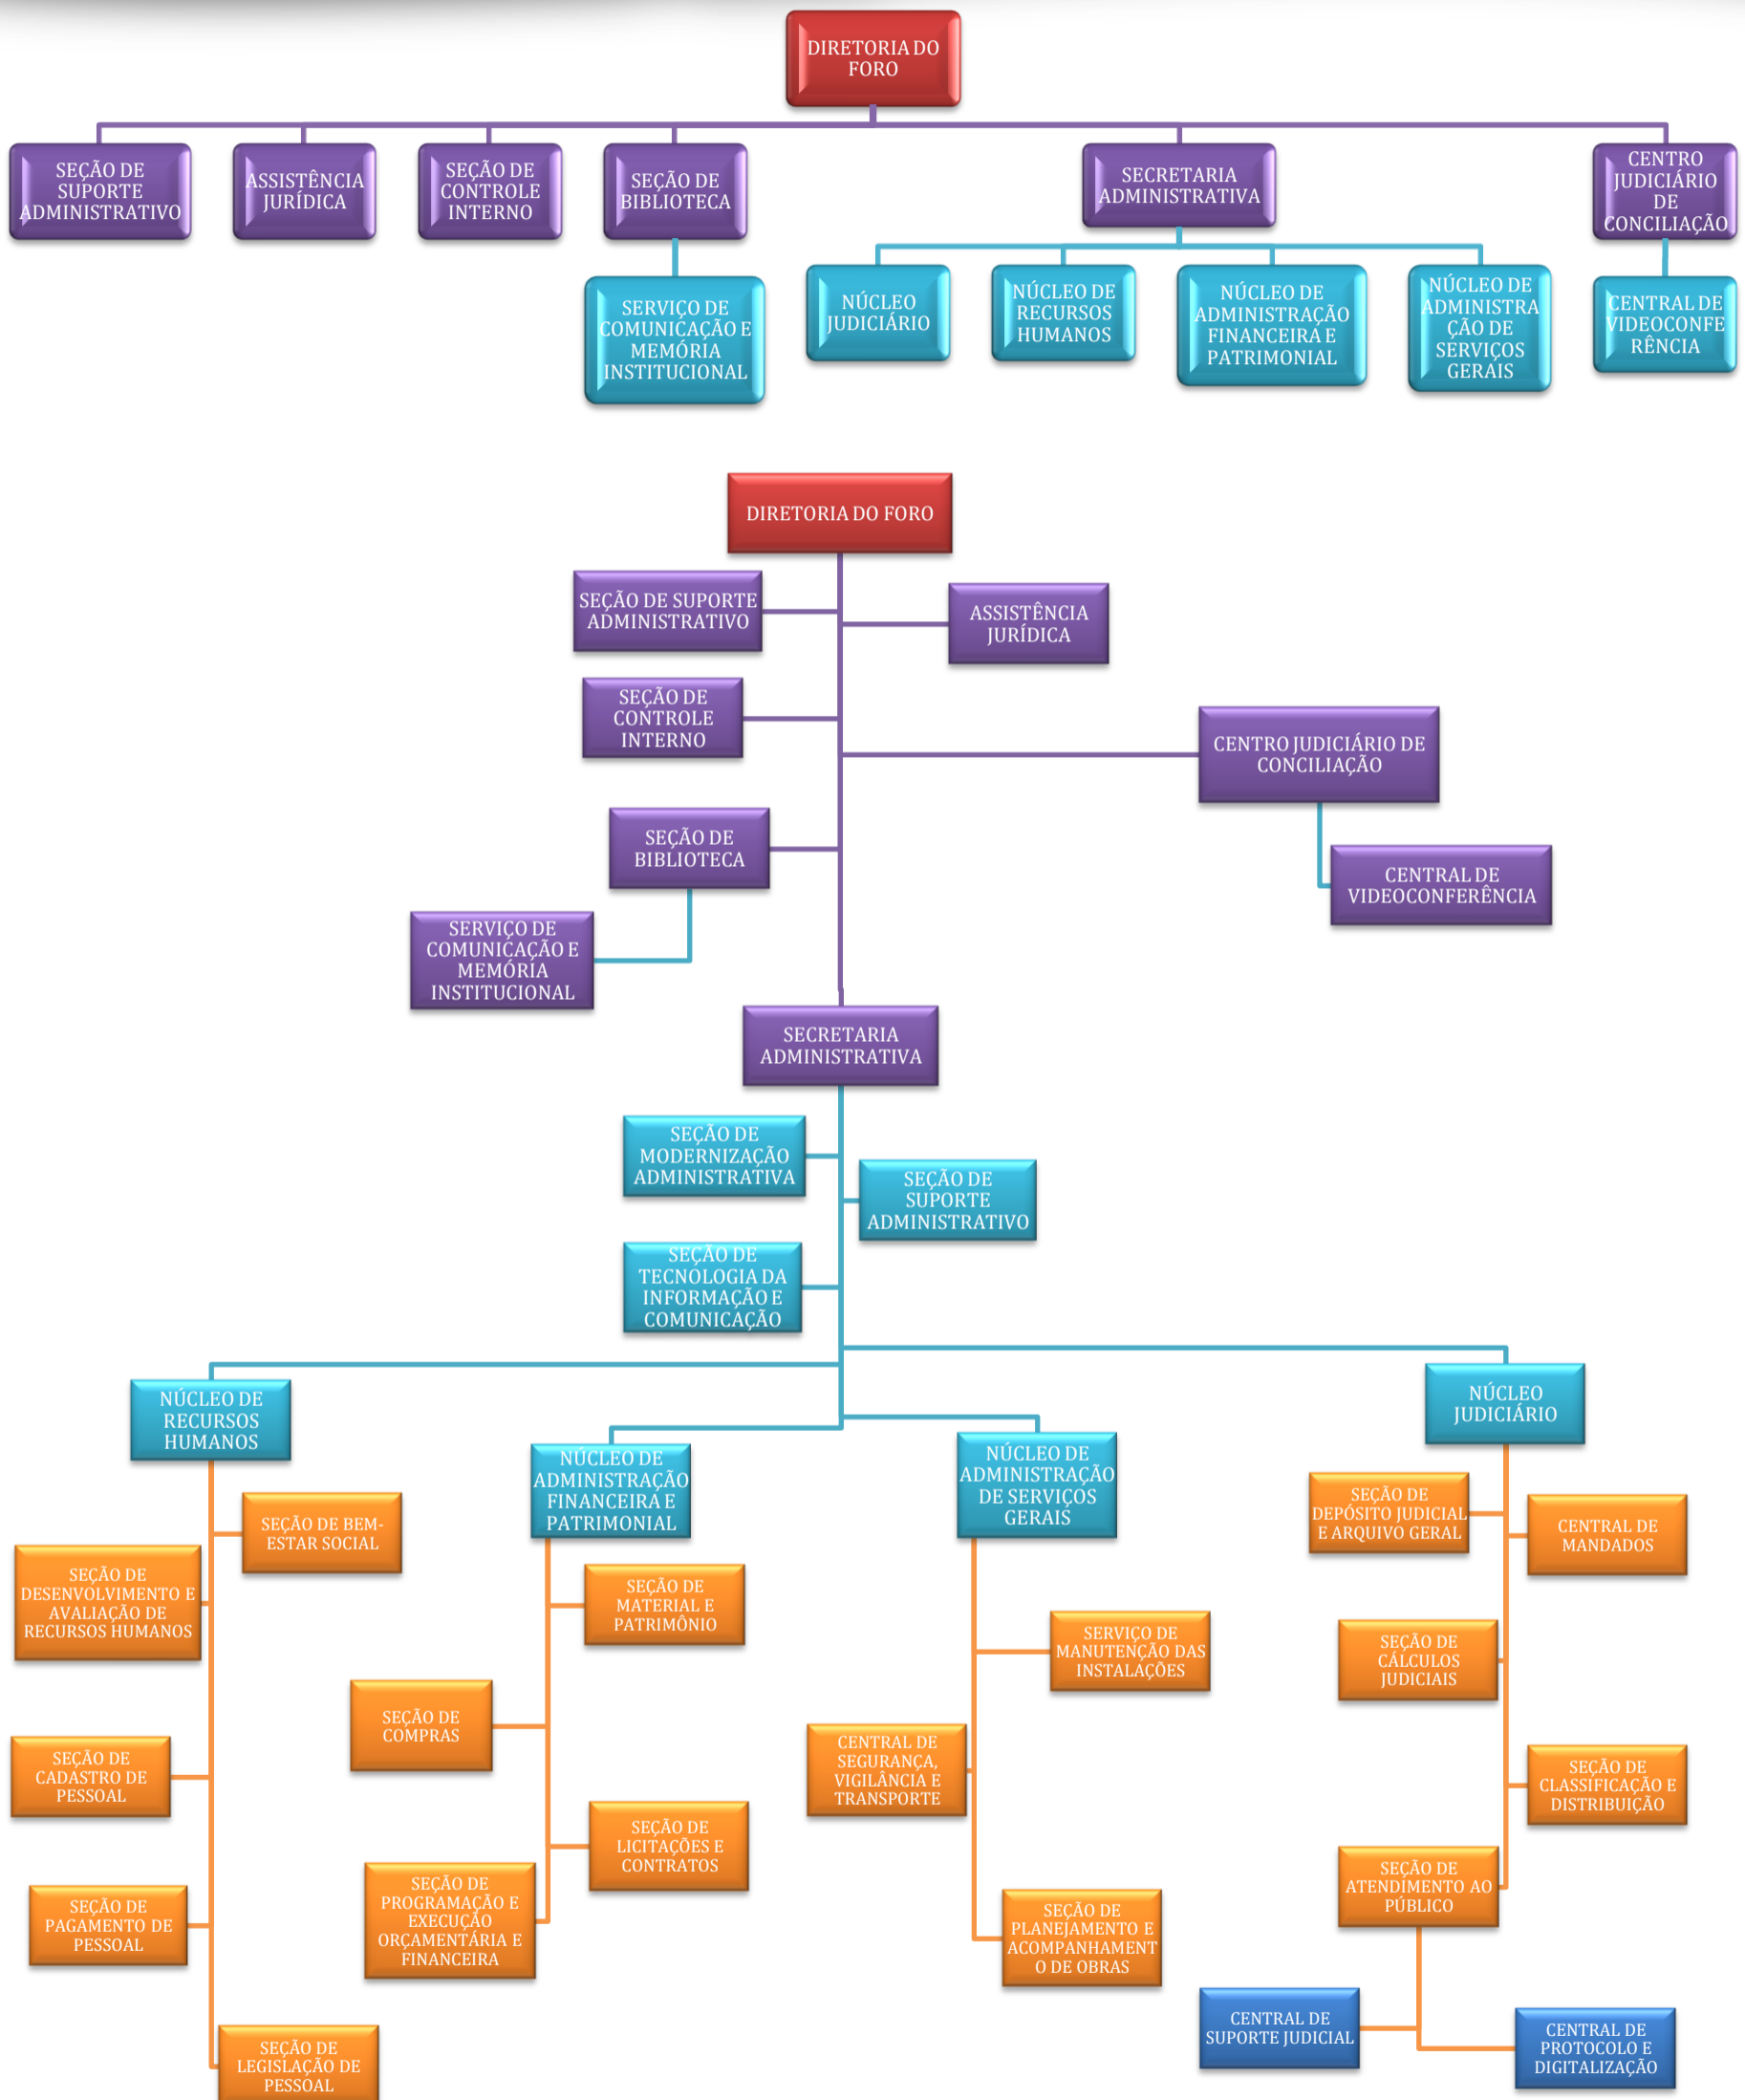 DIRETORIA DO
FORO
SEÇÃO DE
SUPORTE
ADMINISTRATIVO
ASSISTÊNCIA
JURÍDICA
SEÇÃO DE
CONTROLE
INTERNO
SEÇÃO DE
BIBLIOTECA
SECRETARIA
ADMINISTRATIVA
CENTRO
JUDICIÁRIO
DE
CONCILIAÇÃO
SERVIÇO DE
COMUNICAÇÃO E
MEMÓRIA
INSTITUCIONAL
NÚCLEO
JUDICIÁRIO
NÚCLEO DE
RECURSOS
HUMANOS
NÚCLEO DE
ADMINISTRAÇÃO
FINANCEIRA E
PATRIMONIAL
NÚCLEO DE
ADMINISTRA
ÇÃO DE
SERVIÇOS
GERAIS
CENTRAL DE
VIDEOCONFE
RÊNCIA
DIRETORIA DO FORO
SEÇÃO DE SUPORTE
ADMINISTRATIVO
ASSISTÊNCIA
JURÍDICA
SEÇÃO DE
CONTROLE
INTERNO
CENTRO JUDICIÁRIO DE
CONCILIAÇÃO
SEÇÃO DE
BIBLIOTECA
CENTRAL DE
VIDEOCONFERÊNCIA
SERVIÇO DE
COMUNICAÇÃO E
MEMÓRIA
INSTITUCIONAL
SECRETARIA
ADMINISTRATIVA
SEÇÃO DE
MODERNIZAÇÃO
ADMINISTRATIVA
SEÇÃO DE
SUPORTE
ADMINISTRATIVO
SEÇÃO DE
TECNOLOGIA DA
INFORMAÇÃO E
COMUNICAÇÃO
NÚCLEO DE
RECURSOS
HUMANOS
NÚCLEO DE
ADMINISTRAÇÃO
FINANCEIRA E
PATRIMONIAL
NÚCLEO DE
ADMINISTRAÇÃO
DE SERVIÇOS
GERAIS
NÚCLEO
JUDICIÁRIO
SEÇÃO DE BEM-
ESTAR SOCIAL
SEÇÃO DE
DESENVOLVIMENTO E
AVALIAÇÃO DE
RECURSOS HUMANOS
SEÇÃO DE
CADASTRO DE
PESSOAL
SEÇÃO DE
PAGAMENTO DE
PESSOAL
SEÇÃO DE
LEGISLAÇÃO DE
PESSOAL
SEÇÃO DE
MATERIAL E
PATRIMÔNIO
SEÇÃO DE
COMPRAS
SEÇÃO DE
LICITAÇÕES E
CONTRATOS
SEÇÃO DE
PROGRAMAÇÃO E
EXECUÇÃO
ORÇAMENTÁRIA E
FINANCEIRA
SERVIÇO DE
MANUTENÇÃO DAS
INSTALAÇÕES
CENTRAL DE
SEGURANÇA,
VIGILÂNCIA E
TRANSPORTE
SEÇÃO DE
PLANEJAMENTO E
ACOMPANHAMENT
O DE OBRAS
SEÇÃO DE
DEPÓSITO JUDICIAL
E ARQUIVO GERAL
CENTRAL DE
MANDADOS
SEÇÃO DE
CÁLCULOS
JUDICIAIS
SEÇÃO DE
CLASSIFICAÇÃO E
DISTRIBUIÇÃO
SEÇÃO DE
ATENDIMENTO AO
PÚBLICO
CENTRAL DE
SUPORTE JUDICIAL
CENTRAL DE
PROTOCOLO E
DIGITALIZAÇÃO